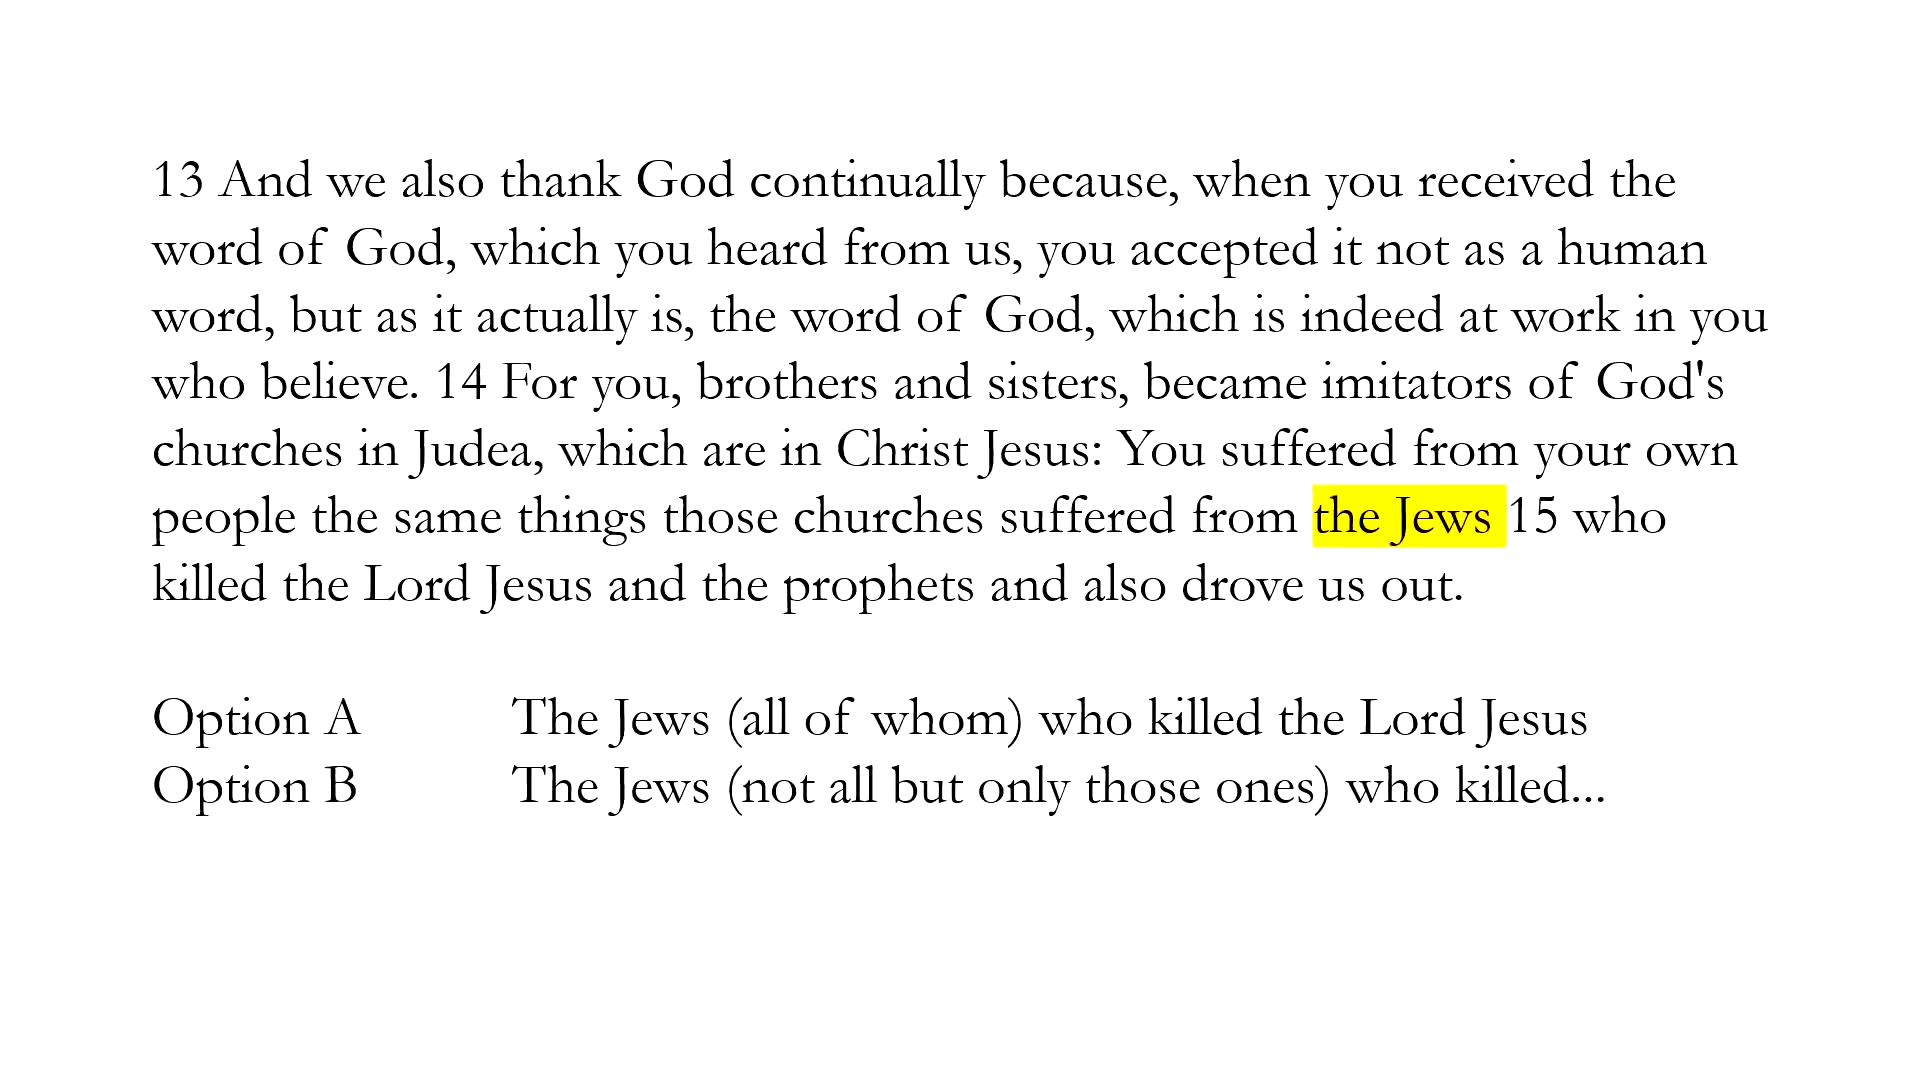 13 And we also thank God continually because, when you received the
word of God, which you heard from us, you accepted it not as a human
word, but as it actually is, the word of God, which is indeed at work in you
who believe. 14 For you, brothers and sisters, became imitators of God's
churches in Judea, which are in Christ Jesus: You suffered from your own
people the same things those churches suffered from the Jews 15 who
killed the Lord Jesus and the prophets and also drove us out.
Option A The Jews (all of whom) who killed the Lord Jesus
Option B The Jews (not all but only those ones) who killed...